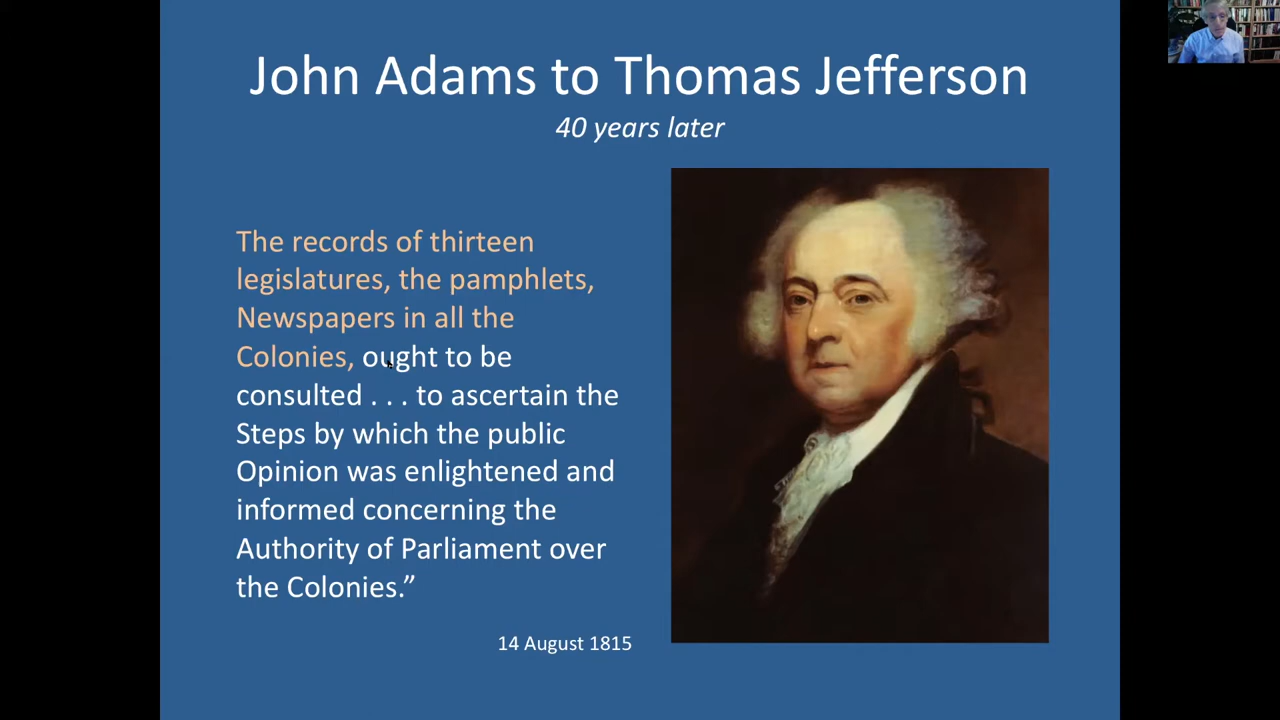 John Adams to Thomas Jefferson
40 years later
The records of thirteen
legislatures, the pamphlets,
Newspapers in all the
Colonies, ought to be
consulted . . . to ascertain the
Steps by which the public
Opinion was enlightened and
informed concerning the
Authority of Parliament over
the Colonies.”
14 August 1815